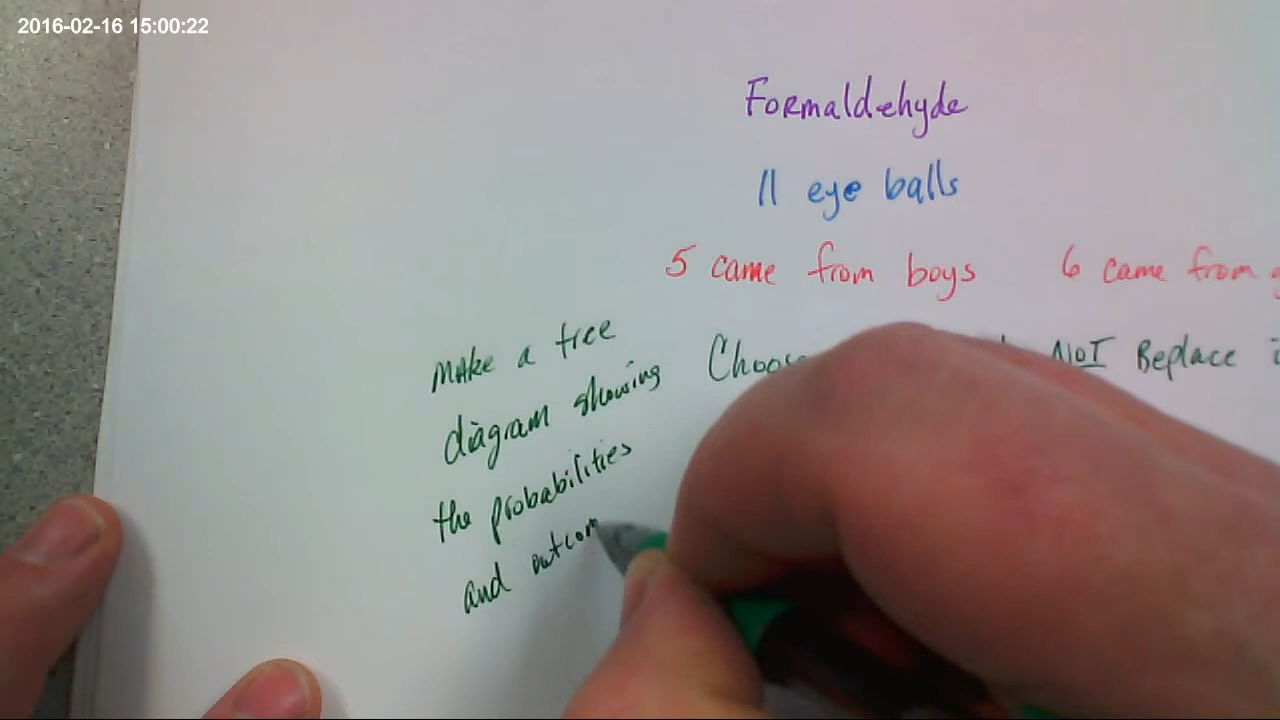 2016-02-16 15:00:22
Formaldehyde
11 eye balls
5 came from boys 6 came from
Choose NOT Replace
Make a tree
diagram showing
the probabilities
and outcom